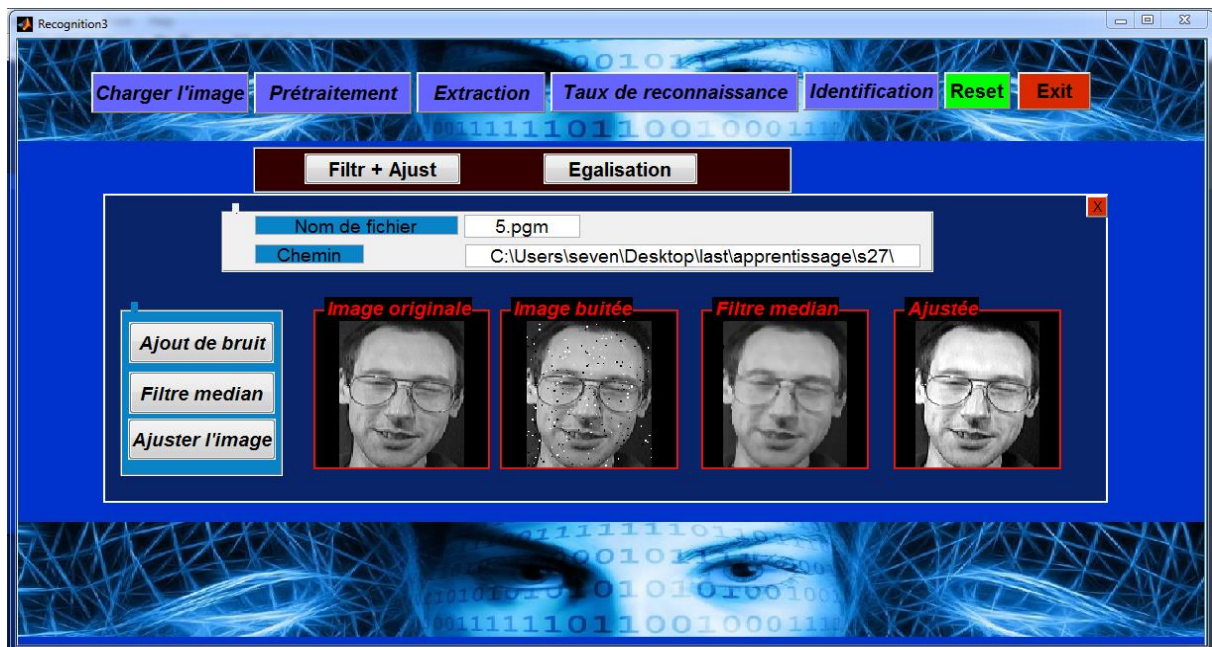 Recognition3
Charger l'image Prétraitement Extraction Taux de reconnaissance Identification Reset Exit
Filtr + Ajust Egalisation
X
Nom de fichier 5.pgm
Chemin C:\Users\seven\Desktop\last\apprentissage\s27\
Image originale Image buitée Filtre median Ajustée
Ajout de bruit
Filtre median
Ajuster l'image